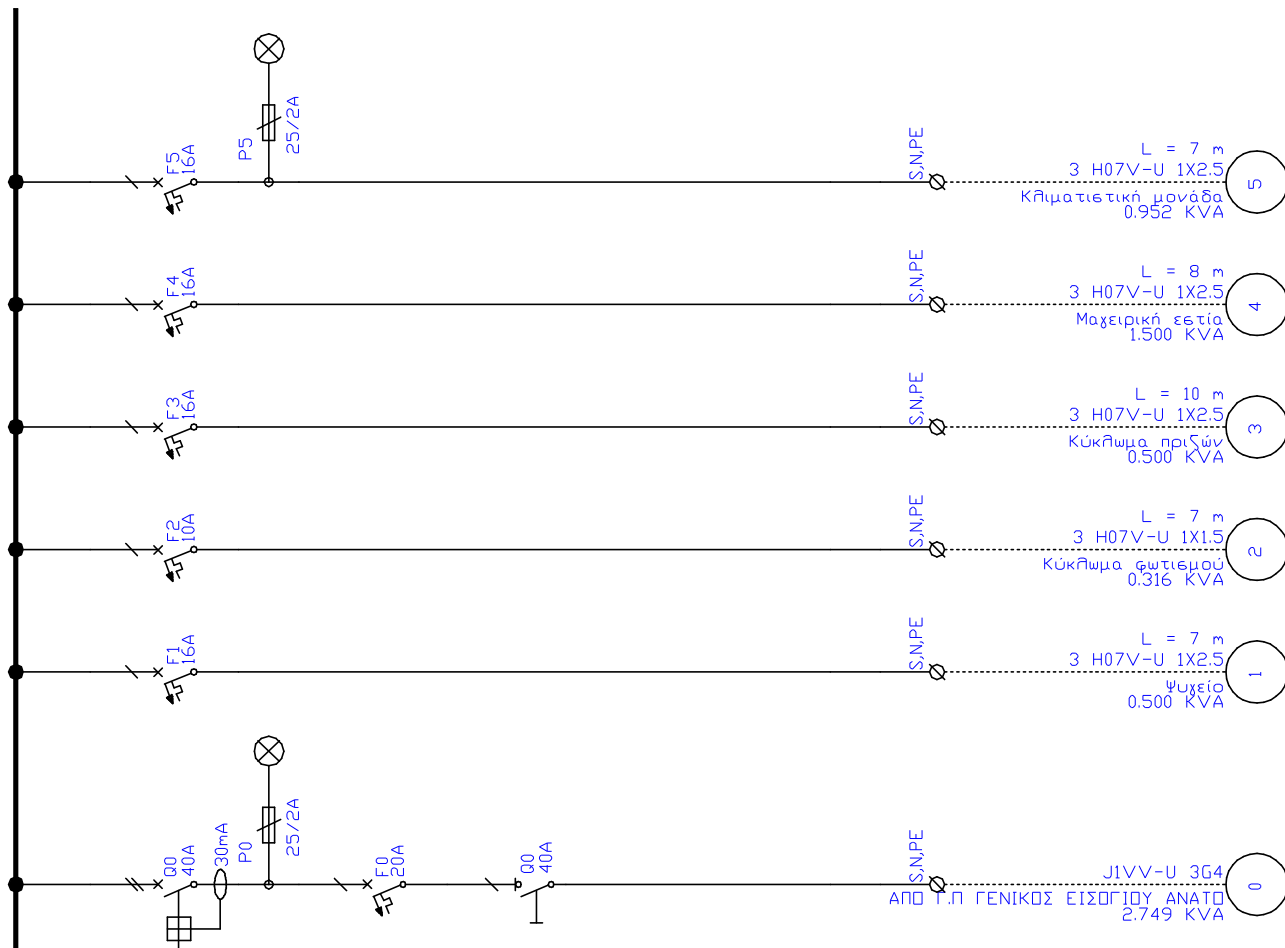 P5
25/2A
F5
16A
S,N,PE
L = 7 m
3 H07V-U 1X2.5
Κλιματιστική μονάδα
0.952 KVA
5
F4
16A
S,N,PE
L = 8 m
3 H07V-U 1X2.5
Μαγειρική εστία
1.500 KVA
4
F3
16A
S,N,PE
L = 10 m
3 H07V-U 1X2.5
Κύκλωμα πριζών
0.500 KVA
3
F2
10A
S,N,PE
L = 7 m
3 H07V-U 1X1.5
Κύκλωμα φωτισμού
0.316 KVA
2
F1
16A
S,N,PE
L = 7 m
3 H07V-U 1X2.5
Ψυγείο
0.500 KVA
1
Q0
40A
30mA
P0
25/2A
F0
20A
Q0
40A
S,N,PE
J1VV-U 3G4
ΑΠΟ Γ.Π ΓΕΝΙΚΟΣ ΕΙΣΟΓΙΟΥ ΑΝΑΤΟ
2.749 KVA
0